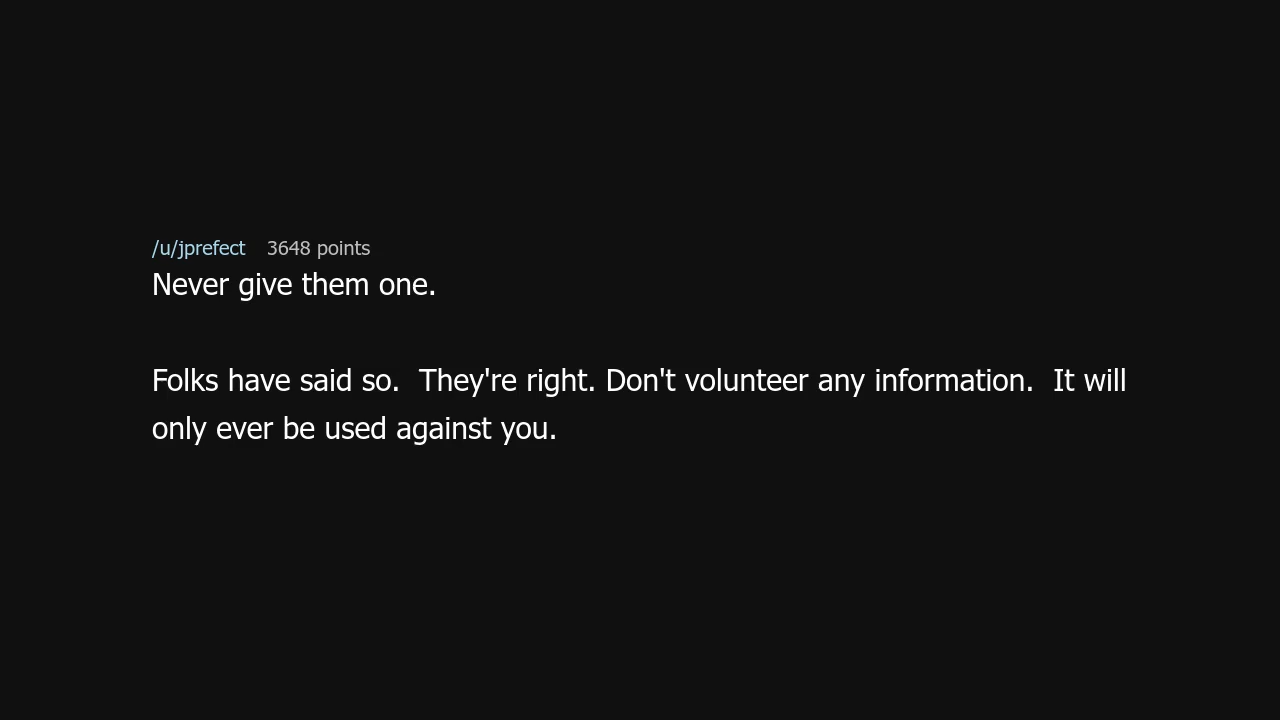 /u/jprefect 3648 points
Never give them one.
Folks have said so. They're right. Don't volunteer any information. It will
only ever be used against you.